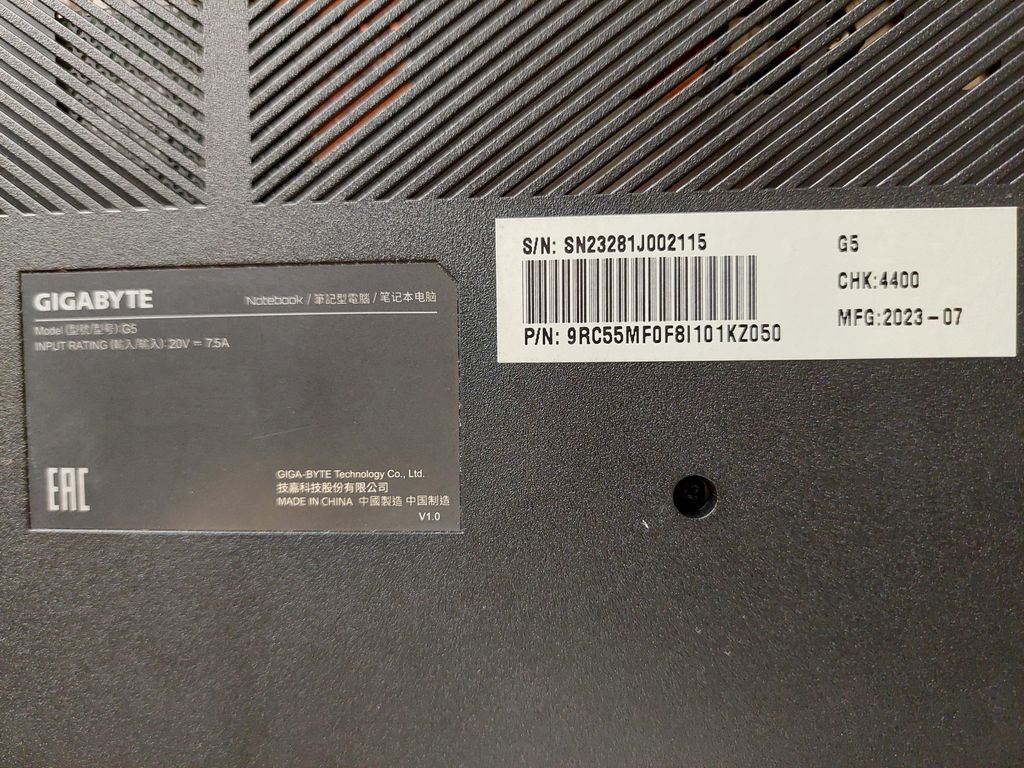 GIGABYTE
Notebook / 筆記型電腦 / 笔记本电脑
Model (型號/型号): G5
INPUT RATING (輸入/输入): 20V = 7.5A
EAC
GIGA-BYTE Technology Co., Ltd.
技嘉科技股份有限公司
MADE IN CHINA 中國製造 中国制造
V1.0
S/N: SN23281J002115
P/N: 9RC55MF0F8I101KZ050
G5
CHK:4400
MFG:2023-07